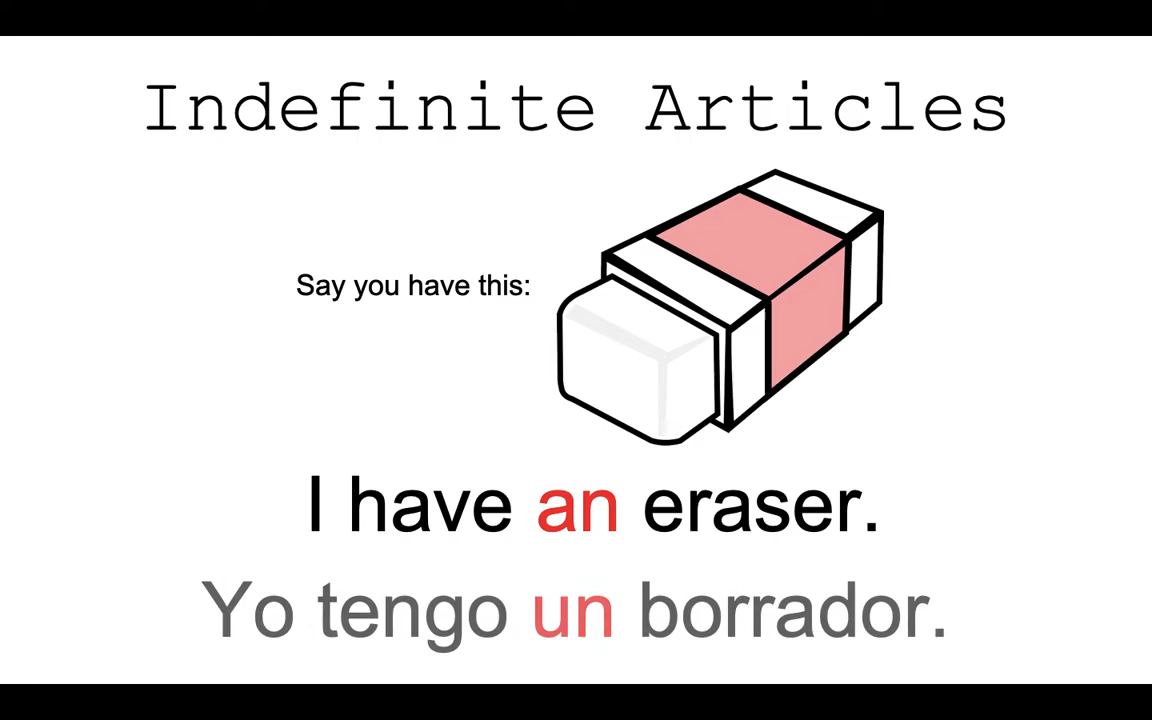 Indefinite Articles
Say you have this:
I have an eraser.
Yo tengo un borrador.